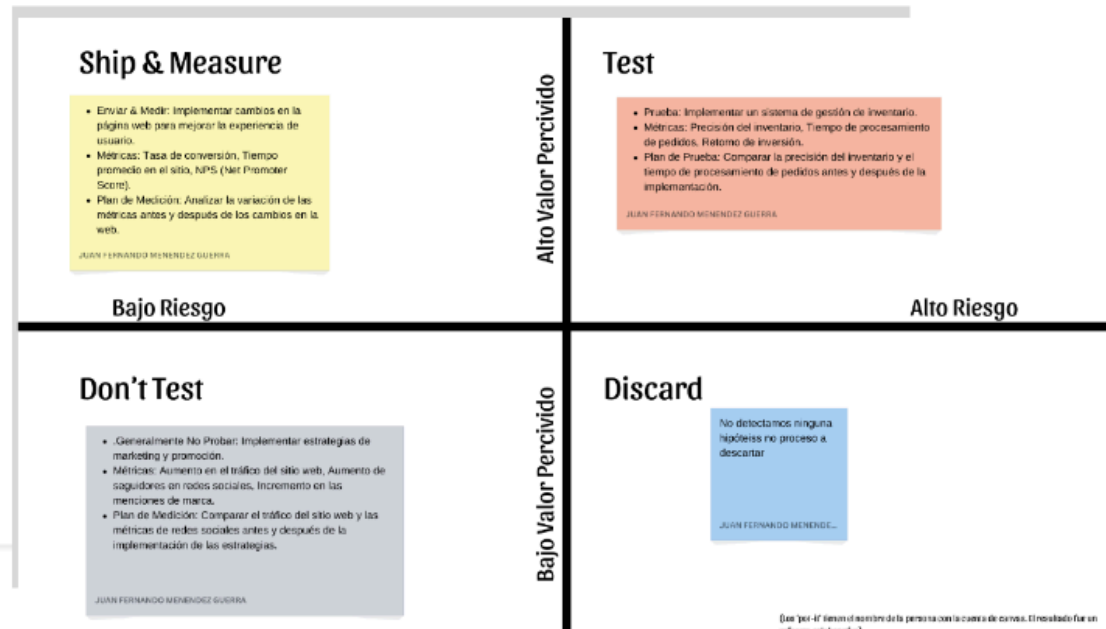 Ship & Measure
• Enviar & Medir: Implementar cambios en la
página web para mejorar la experiencia de
usuario.
• Métricas: Tasa de conversión, Tiempo
promedio en el sitio, NPS (Net Promoter
Score).
• Plan de Medición: Analizar la variación de las
métricas antes y después de los cambios en la
web.
JUAN FERNANDO MENENDEZ GUERRA
Bajo Riesgo
Alto Valor Percivido
Test
• Prueba: Implementar un sistema de gestión de inventario.
• Métricas: Precisión del inventario, Tiempo de procesamiento
de pedidos, Retorno de inversión.
• Plan de Prueba: Comparar la precisión del inventario y el
tiempo de procesamiento de pedidos antes y después de la
implementación.
JUAN FERNANDO MENENDEZ GUERRA
Alto Riesgo
Don't Test
• .Generalmente No Probar: Implementar estrategias de
marketing y promoción.
• Métricas: Aumento en el tráfico del sitio web, Aumento de
seguidores en redes sociales, Incremento en las
menciones de marca.
• Plan de Medición: Comparar el tráfico del sitio web y las
métricas de redes sociales antes y después de la
implementación de las estrategias.
JUAN FERNANDO MENENDEZ GUERRA
Bajo Valor Percivido
Discard
No detectamos ninguna
hipóteiss no proceso a
descartar
JUAN FERNANDO MENENDE...
(Los "post-it" tienen el nombre de la persona con la cuenta de canvas. El resultado fue un